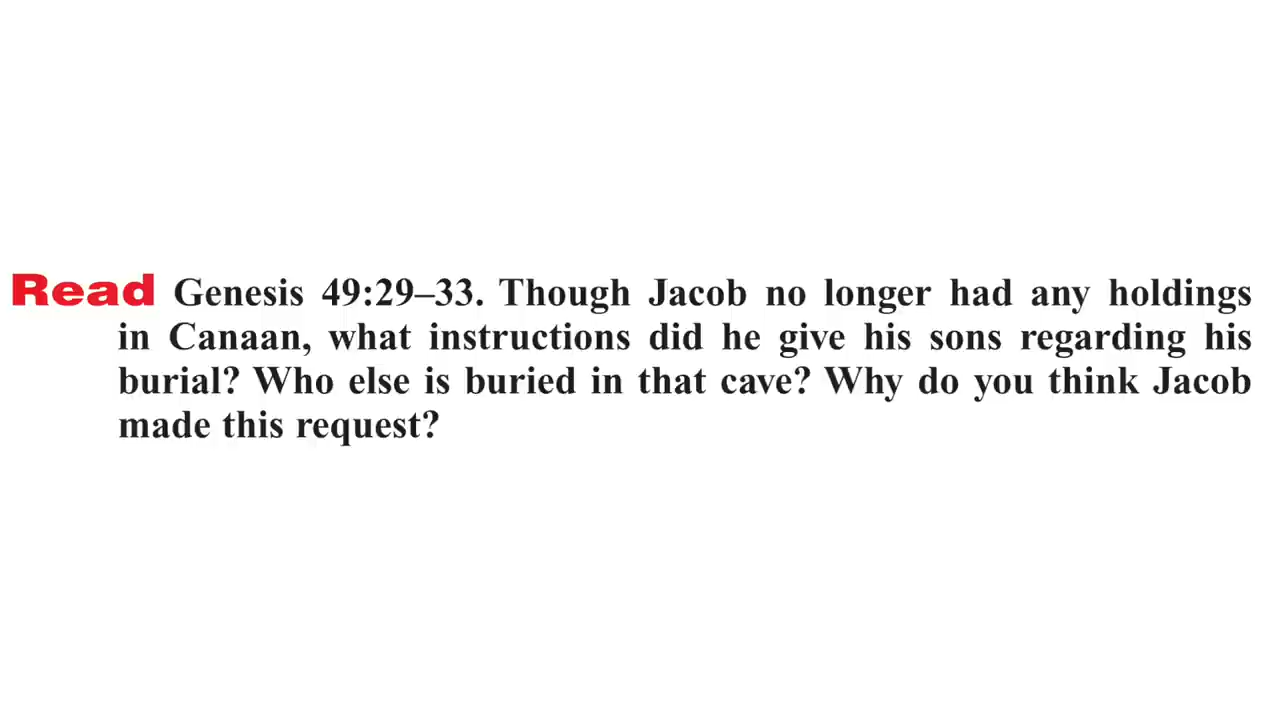 Read Genesis 49:29–33. Though Jacob no longer had any holdings
in Canaan, what instructions did he give his sons regarding his
burial? Who else is buried in that cave? Why do you think Jacob
made this request?